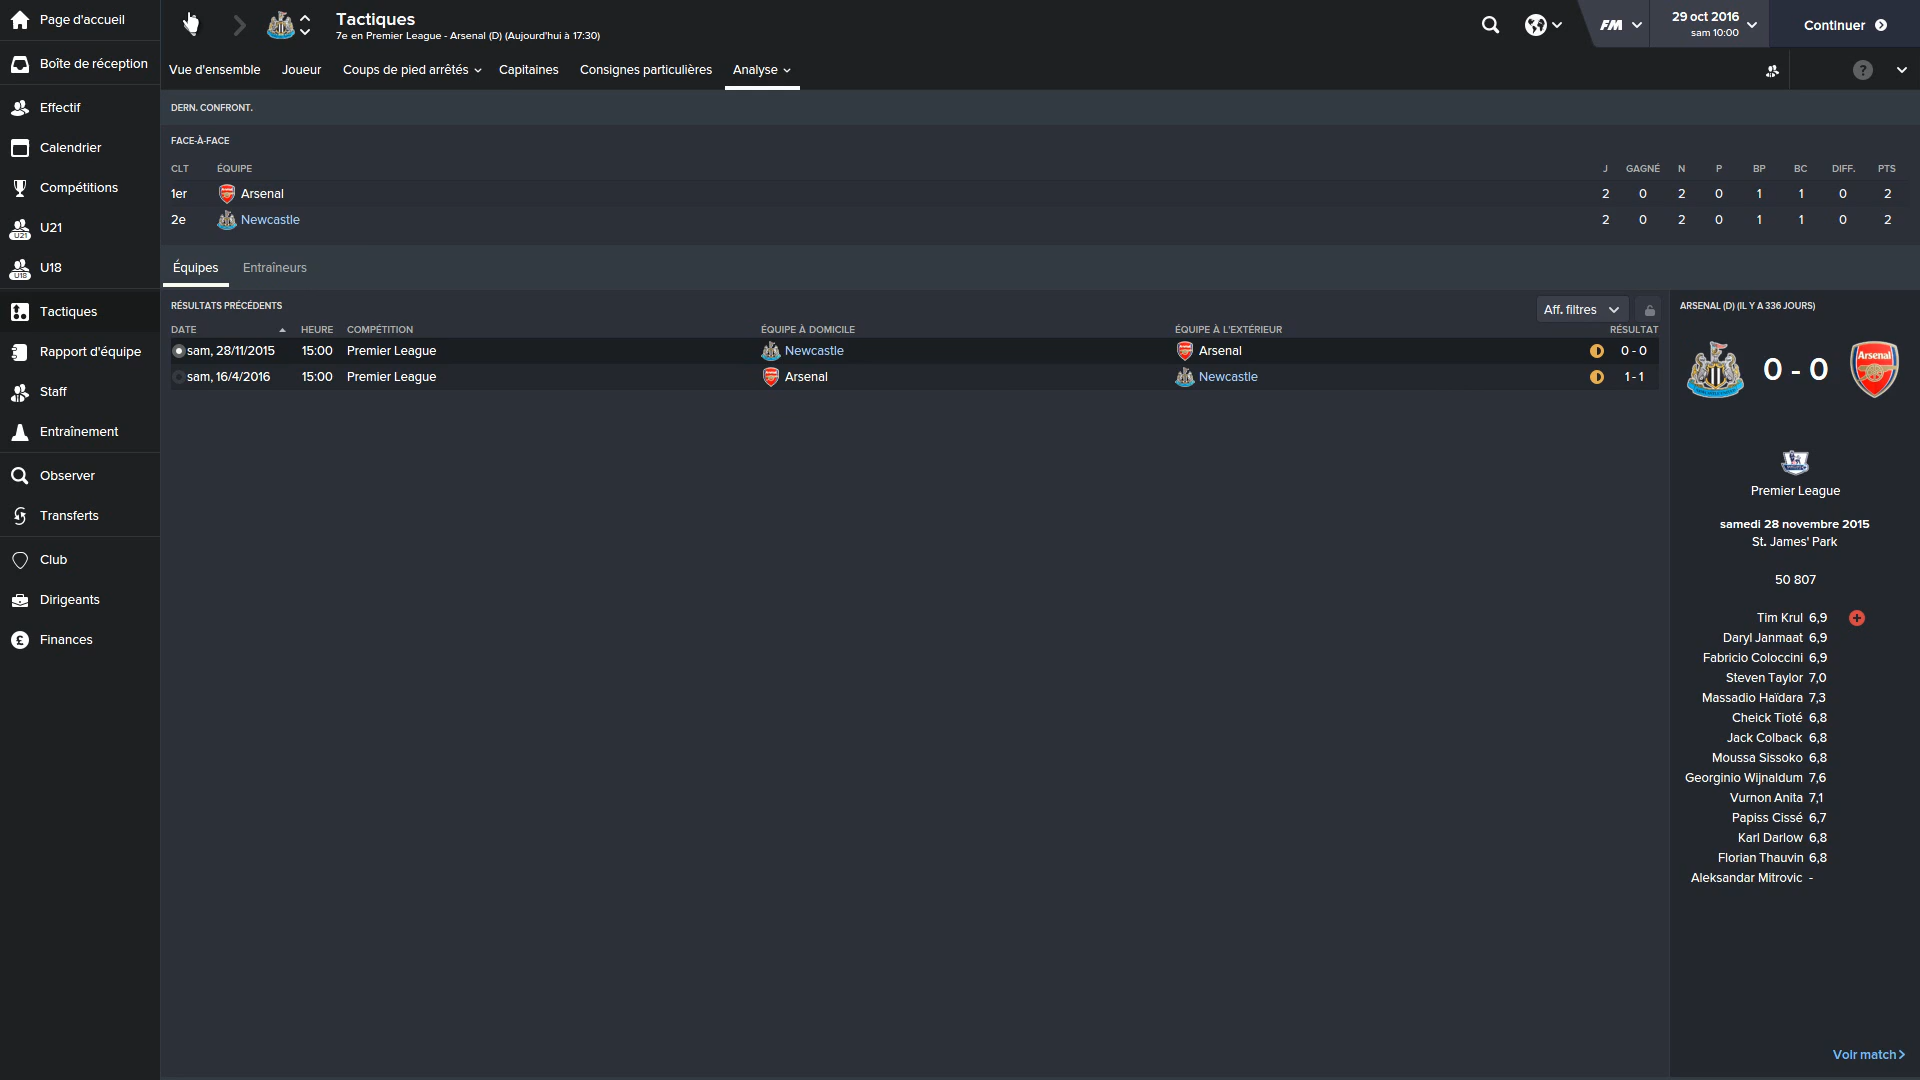 Page d'accueil
Boîte de réception
Effectif
Calendrier
Compétitions
U21
U18
Tactiques
Rapport d'équipe
Staff
Entraînement
Observer
Transferts
Club
Dirigeants
Finances
Tactiques
7e en Premier League - Arsenal (D) (Aujourd'hui à 17:30)
FM
29 oct 2016
sam 10:00
Continuer
Vue d'ensemble Joueur Coups de pied arrêtés Capitaines Consignes particulières Analyse
DERN. CONFRONT.
FACE-À-FACE
CLT ÉQUIPE J GAGNÉ N P BP BC DIFF. PTS
1er Arsenal 2 0 2 0 1 1 0 2
2e Newcastle 2 0 2 0 1 1 0 2
Équipes Entraîneurs
RÉSULTATS PRÉCÉDENTS Aff. filtres
DATE HEURE COMPÉTITION ÉQUIPE À DOMICILE ÉQUIPE À L'EXTÉRIEUR RÉSULTAT
sam, 28/11/2015 15:00 Premier League Newcastle Arsenal 0 - 0
sam, 16/4/2016 15:00 Premier League Arsenal Newcastle 1 - 1
ARSENAL (D) (IL Y A 336 JOURS)
0 - 0
Arsenal
Premier League
samedi 28 novembre 2015
St. James' Park
50 807
Tim Krul 6,9
Daryl Janmaat 6,9
Fabricio Coloccini 6,9
Steven Taylor 7,0
Massadio Haïdara 7,3
Cheick Tioté 6,8
Jack Colback 6,8
Moussa Sissoko 6,8
Georginio Wijnaldum 7,6
Vurnon Anita 7,1
Papiss Cissé 6,7
Karl Darlow 6,8
Florian Thauvin 6,8
Aleksandar Mitrovic -
Voir match